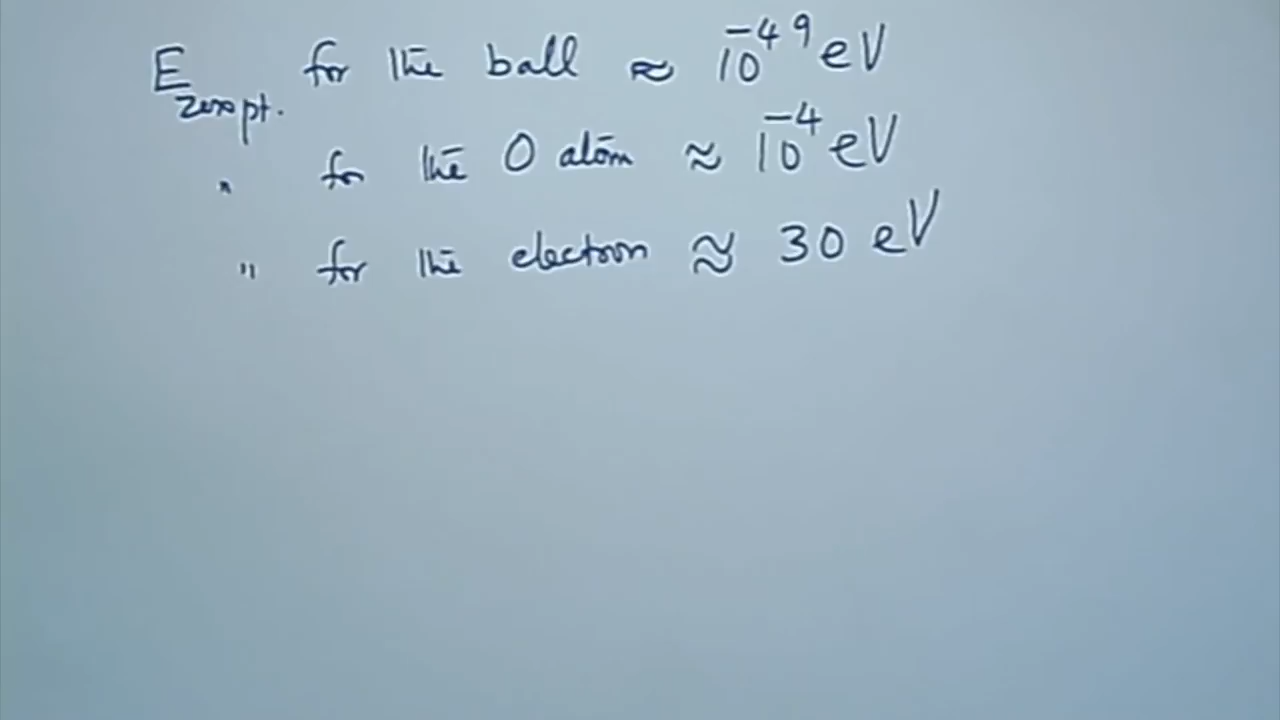 E zero pt. for the ball ≈ 10⁻⁴⁹ eV
" for the O atom ≈ 10⁻⁴ eV
" for the electron ≈ 30 eV